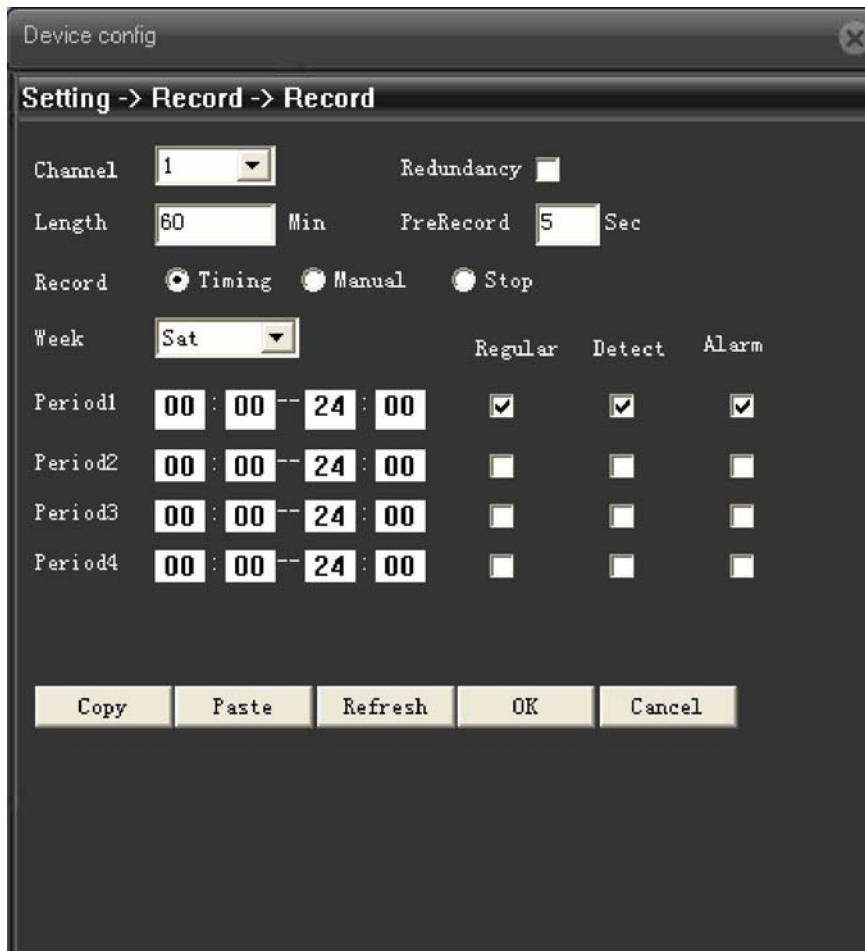 Device config
Setting -> Record -> Record
Channel 1 Redundancy
Length 60 Min PreRecord 5 Sec
Record Timing Manual Stop
Week Sat Regular Detect Alarm
Period1 00 : 00 -- 24 : 00
Period2 00 : 00 -- 24 : 00
Period3 00 : 00 -- 24 : 00
Period4 00 : 00 -- 24 : 00
Copy Paste Refresh OK Cancel